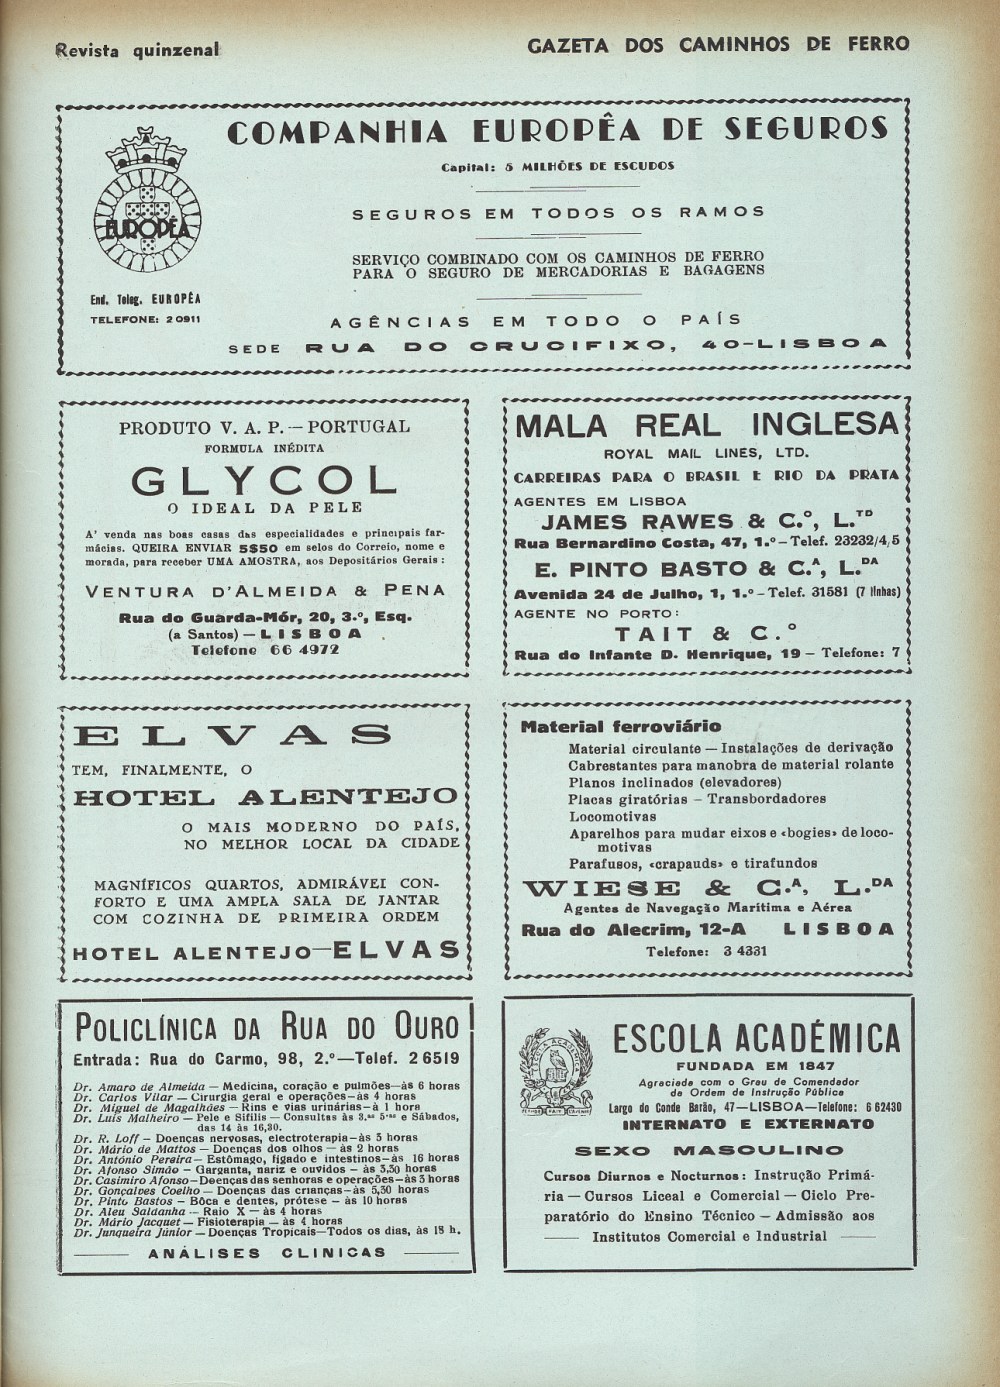 Revista quinzenal
GAZETA DOS CAMINHOS DE FERRO
COMPANHIA EUROPÊA DE SEGUROS
Capital: 5 MILHÕES DE ESCUDOS
EUROPÊA
SEGUROS EM TODOS OS RAMOS
SERVIÇO COMBINADO COM OS CAMINHOS DE FERRO
PARA O SEGURO DE MERCADORIAS E BAGAGENS
End. Teleg. EUROPÊA
TELEFONE: 20911
AGÊNCIAS EM TODO O PAÍS
SEDE RUA DO CRUCIFIXO, 40-LISBOA
PRODUTO V. A. P. — PORTUGAL
FORMULA INÉDITA
GLYCOL
O IDEAL DA PELE
A' venda nas boas casas das especialidades e principais far-
mácias. QUEIRA ENVIAR 5$50 em selos do Correio, nome e
morada, para receber UMA AMOSTRA, aos Depositários Gerais:
VENTURA D'ALMEIDA & PENA
Rua do Guarda-Mór, 20, 3.º, Esq.
(a Santos) — LISBOA
Telefone 66 4972
MALA REAL INGLESA
ROYAL MAIL LINES, LTD.
CARREIRAS PARA O BRASIL E RIO DA PRATA
AGENTES EM LISBOA
JAMES RAWES & C.º, L.TD
Rua Bernardino Costa, 47, 1.º – Telef. 23232/4,5
E. PINTO BASTO & C.ª, L.DA
Avenida 24 de Julho, 1, 1.º – Telef. 31581 (7 linhas)
AGENTE NO PORTO:
TAIT & C.º
Rua do Infante D. Henrique, 19 – Telefone: 7
ELVAS
TEM, FINALMENTE, O
HOTEL ALENTEJO
O MAIS MODERNO DO PAÍS,
NO MELHOR LOCAL DA CIDADE
MAGNÍFICOS QUARTOS, ADMIRÁVEI CON-
FORTO E UMA AMPLA SALA DE JANTAR
COM COZINHA DE PRIMEIRA ORDEM
HOTEL ALENTEJO—ELVAS
Material ferroviário
Material circulante — Instalações de derivação
Cabrestantes para manobra de material rolante
Planos inclinados (elevadores)
Placas giratórias – Transbordadores
Locomotivas
Aparelhos para mudar eixos e «bogies» de loco-
motivas
Parafusos, «crapauds» e tirafundos
WIESE & C.ª, L.DA
Agentes de Navegação Marítima e Aérea
Rua do Alecrim, 12-A LISBOA
Telefone: 3 4331
POLICLÍNICA DA RUA DO OURO
Entrada: Rua do Carmo, 98, 2.º—Telef. 2 6519
Dr. Amaro de Almeida — Medicina, coração e pulmões—às 6 horas
Dr. Carlos Vilar — Cirurgia geral e operações—às 4 horas
Dr. Miguel de Magalhães — Rins e vias urinárias—à 1 hora
Dr. Luís Malheiro — Pele e Sífilis — Consultas às 3.as 5.as e Sábados,
das 14 às 16,30.
Dr. R. Loff — Doenças nervosas, electroterapia—às 5 horas
Dr. Mário de Mattos — Doenças dos olhos — às 2 horas
Dr. António Pereira — Estômago, fígado e intestinos—às 16 horas
Dr. Afonso Simão — Garganta, nariz e ouvidos — às 3,30 horas
Dr. Casimiro Afonso—Doenças das senhoras e operações—às 3 horas
Dr. Gonçalves Coelho — Doenças das crianças—às 5,30 horas
Dr. Pinto Bastos — Bôca e dentes, prótese — às 10 horas
Dr. Aleu Saldanha — Raio X — às 4 horas
Dr. Mário Jacquet — Fisioterapia — às 4 horas
Dr. Junqueira Júnior — Doenças Tropicais—Todos os dias, às 18 h.
ANÁLISES CLINICAS
ESCOLA ACADÉMICA
FUNDADA EM 1847
Agraciada com o Grau de Comendador
da Ordem de Instrução Pública
Largo do Conde Barão, 47—LISBOA—Telefone: 6 62430
INTERNATO E EXTERNATO
SEXO MASCULINO
Cursos Diurnos e Nocturnos: Instrução Primá-
ria — Cursos Liceal e Comercial — Ciclo Pre-
paratório do Ensino Técnico — Admissão aos
Institutos Comercial e Industrial